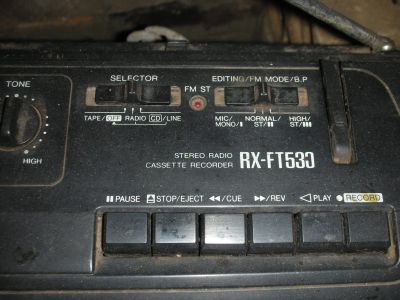 TONE
HIGH
SELECTOR
TAPE/OFF RADIO CD/LINE
FM ST
EDITING/FM MODE/B.P
MIC/ NORMAL/ HIGH/
MONO/I ST/II ST/III
STEREO RADIO
CASSETTE RECORDER RX-FT530
PAUSE STOP/EJECT ◀◀/CUE ▶▶/REV ◁PLAY RECORD